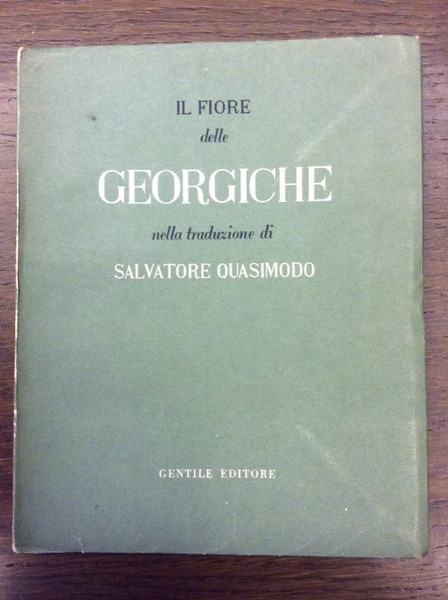 IL FIORE
delle
GEORGICHE
nella traduzione di
SALVATORE QUASIMODO
GENTILE EDITORE